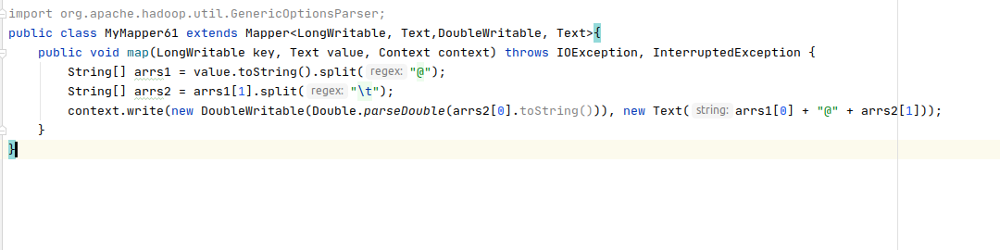 import org.apache.hadoop.util.GenericOptionsParser;
public class MyMapper61 extends Mapper<LongWritable, Text,DoubleWritable, Text>{
    public void map(LongWritable key, Text value, Context context) throws IOException, InterruptedException {
        String[] arrs1 = value.toString().split( regex: "@");
        String[] arrs2 = arrs1[1].split( regex: "\t");
        context.write(new DoubleWritable(Double.parseDouble(arrs2[0].toString())), new Text( string: arrs1[0] + "@" + arrs2[1]));
    }
}